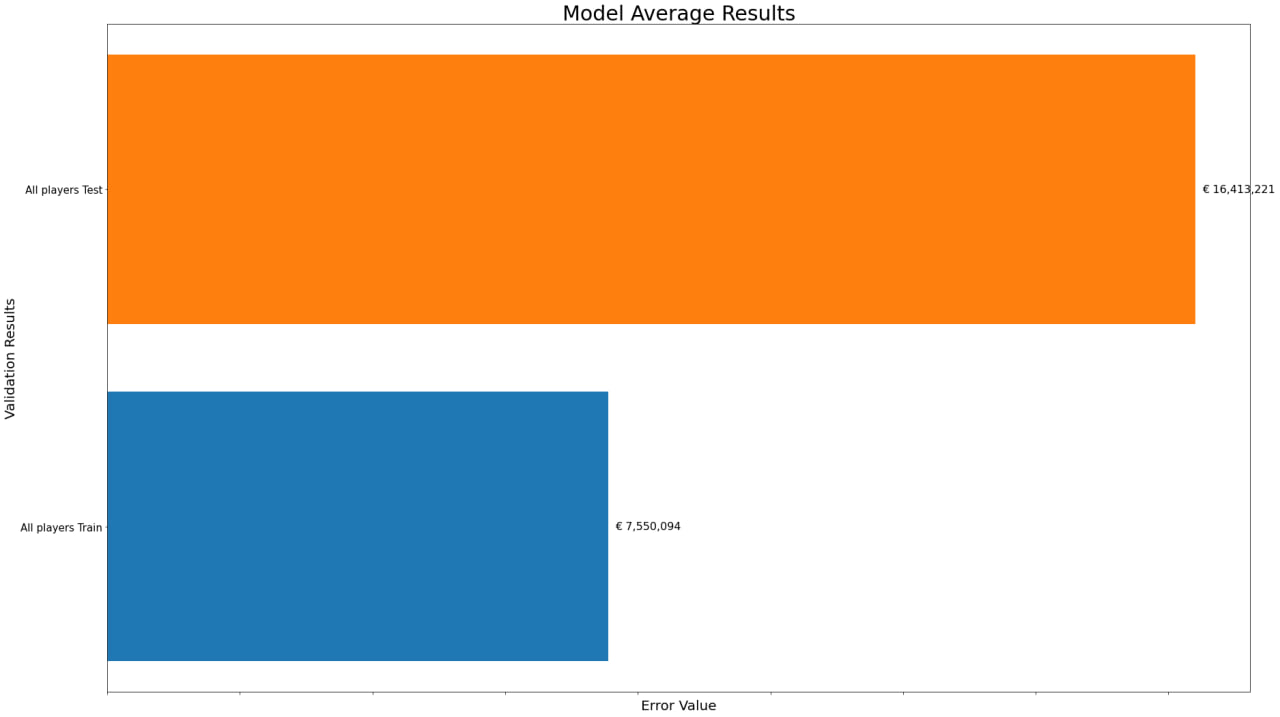 Model Average Results
All players Test
€ 16,413,221
Validation Results
All players Train
€ 7,550,094
Error Value